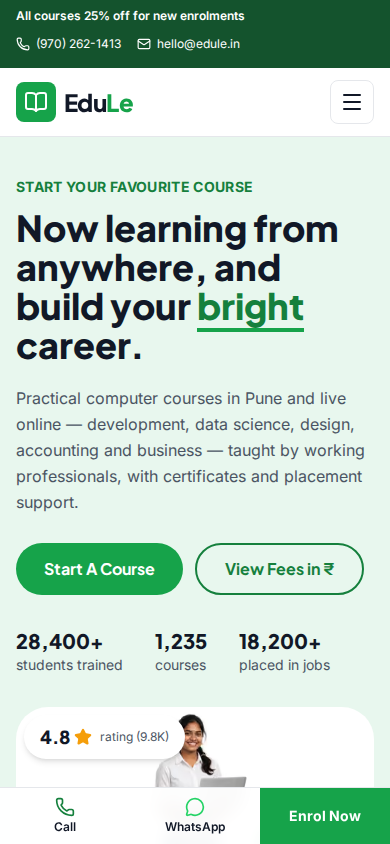 All courses 25% off for new enrolments
(970) 262-1413 hello@edule.in
EduLe
START YOUR FAVOURITE COURSE
Now learning from
anywhere, and
build your bright
career.
Practical computer courses in Pune and live
online — development, data science, design,
accounting and business — taught by working
professionals, with certificates and placement
support.
Start A Course View Fees in ₹
28,400+ 1,235 18,200+
students trained courses placed in jobs
4.8 rating (9.8K)
Call WhatsApp Enrol Now